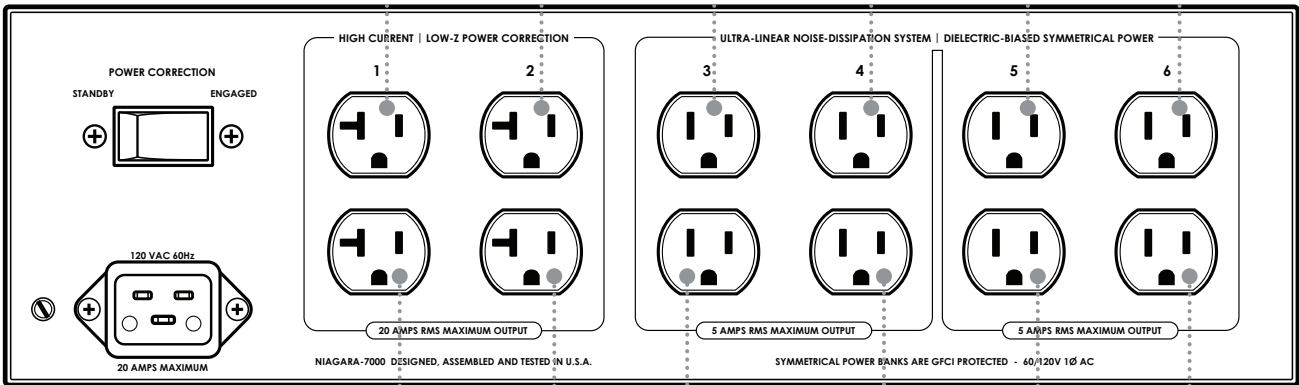 HIGH CURRENT | LOW-Z POWER CORRECTION
ULTRA-LINEAR NOISE-DISSIPATION SYSTEM | DIELECTRIC-BIASED SYMMETRICAL POWER
POWER CORRECTION
STANDBY
ENGAGED
1
2
3
4
5
6
120 VAC 60Hz
20 AMPS MAXIMUM
20 AMPS RMS MAXIMUM OUTPUT
5 AMPS RMS MAXIMUM OUTPUT
5 AMPS RMS MAXIMUM OUTPUT
NIAGARA-7000 DESIGNED, ASSEMBLED AND TESTED IN U.S.A.
SYMMETRICAL POWER BANKS ARE GFCI PROTECTED - 60/120V 1Ø AC